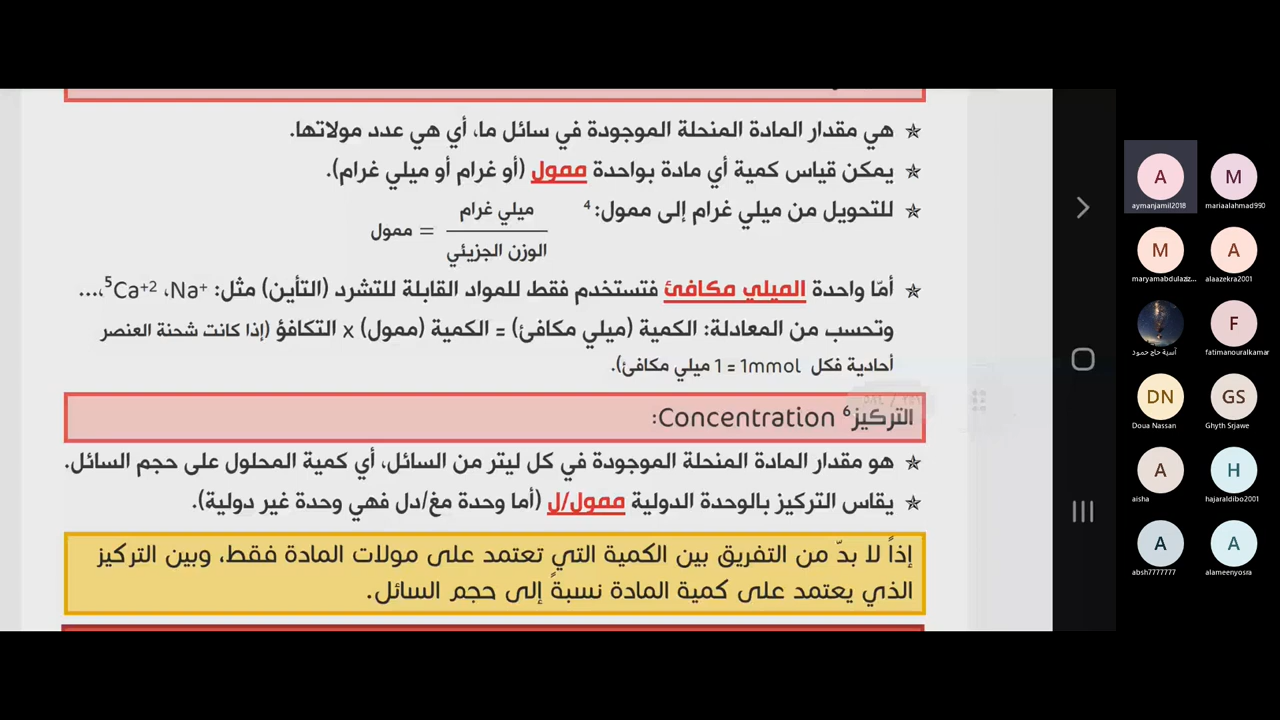 ✯ هي مقدار المادة المنحلة الموجودة في سائل ما، أي هي عدد مولاتها.
✯ يمكن قياس كمية أي مادة بواحدة ممول (أو غرام أو ميلي غرام).
✯ للتحويل من ميلي غرام إلى ممول:⁴ ممول = ميلي غرام / الوزن الجزيئي
✯ أمّا واحدة الميلي مكافئ فتستخدم فقط للمواد القابلة للتشرد (التأين) مثل: Na⁺، Ca⁺²⁵،...
وتحسب من المعادلة: الكمية (ميلي مكافئ) = الكمية (ممول) x التكافؤ (إذا كانت شحنة العنصر
أحادية فكل 1mmol = 1 ميلي مكافئ).
التركيز⁶ Concentration:
✯ هو مقدار المادة المنحلة الموجودة في كل ليتر من السائل، أي كمية المحلول على حجم السائل.
✯ يقاس التركيز بالوحدة الدولية ممول/ل (أما وحدة مغ/دل فهي وحدة غير دولية).
إذاً لا بدّ من التفريق بين الكمية التي تعتمد على مولات المادة فقط، وبين التركيز
الذي يعتمد على كمية المادة نسبةً إلى حجم السائل.
A M
aymanjamil2018 mariaalahmad990
M A
maryamabdulaziz... alaazekra2001
F
آسية حاج حمود fatimanouralkamar
DN GS
Doua Nassan Ghyth Srjawe
A H
aisha hajaraldibo2001
A A
absh7777777 alameenyosra